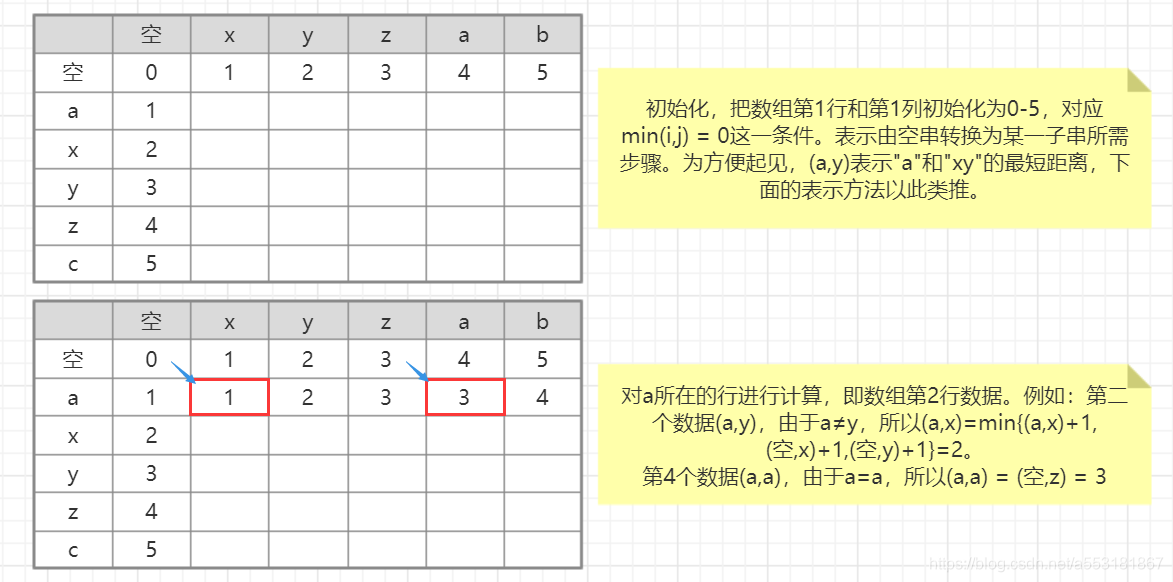 空 x y z a b
空 0 1 2 3 4 5
a 1
x 2
y 3
z 4
c 5
初始化，把数组第1行和第1列初始化为0-5，对应
min(i,j) = 0这一条件。表示由空串转换为某一子串所需
步骤。为方便起见，(a,y)表示"a"和"xy"的最短距离，下
面的表示方法以此类推。
空 x y z a b
空 0 1 2 3 4 5
a 1 1 2 3 3 4
x 2
y 3
z 4
c 5
对a所在的行进行计算，即数组第2行数据。例如：第二
个数据(a,y)，由于a≠y，所以(a,x)=min{(a,x)+1,
(空,x)+1,(空,y)+1}=2。
第4个数据(a,a)，由于a=a，所以(a,a) = (空,z) = 3
https://blog.csdn.net/a553181867